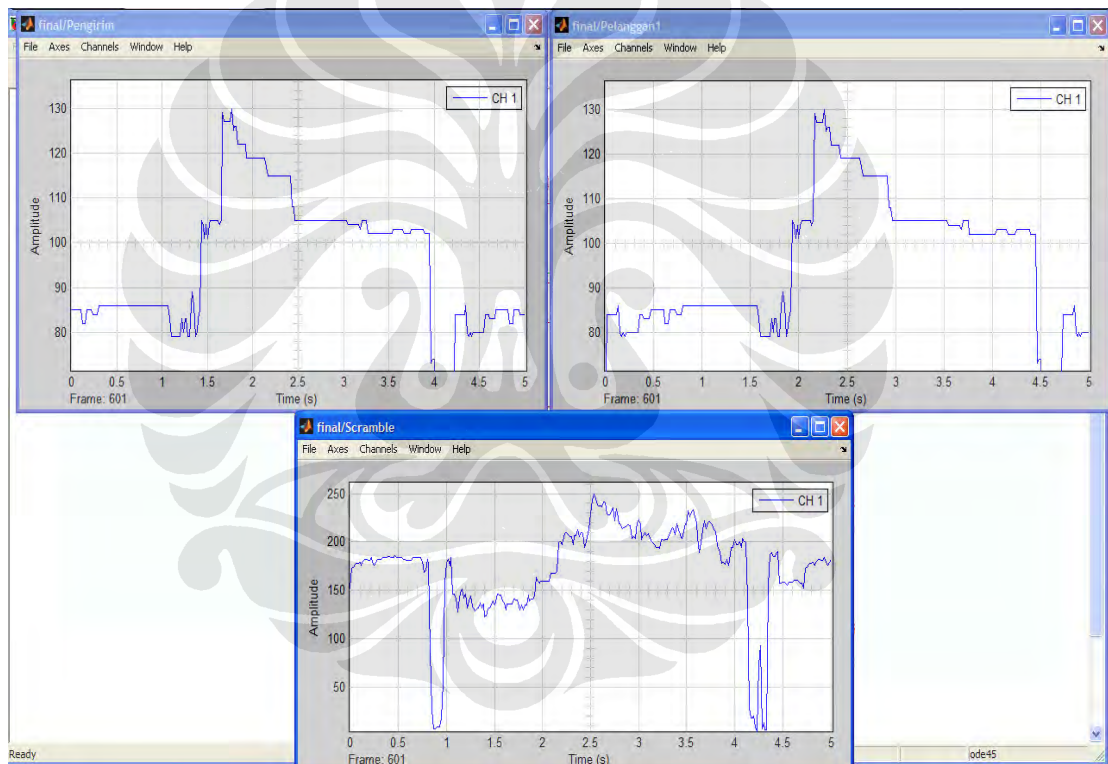 final/Pengirim
File Axes Channels Window Help
CH 1
130
120
110
100
90
80
Amplitude
0 0.5 1 1.5 2 2.5 3 3.5 4 4.5 5
Frame: 601 Time (s)
final/Pelanggan1
File Axes Channels Window Help
CH 1
130
120
110
100
90
80
Amplitude
0 0.5 1 1.5 2 2.5 3 3.5 4 4.5 5
Frame: 601 Time (s)
final/Scramble
File Axes Channels Window Help
CH 1
250
200
150
100
50
Amplitude
0 0.5 1 1.5 2 2.5 3 3.5 4 4.5 5
Frame: 601 Time (s)
Ready
ode45